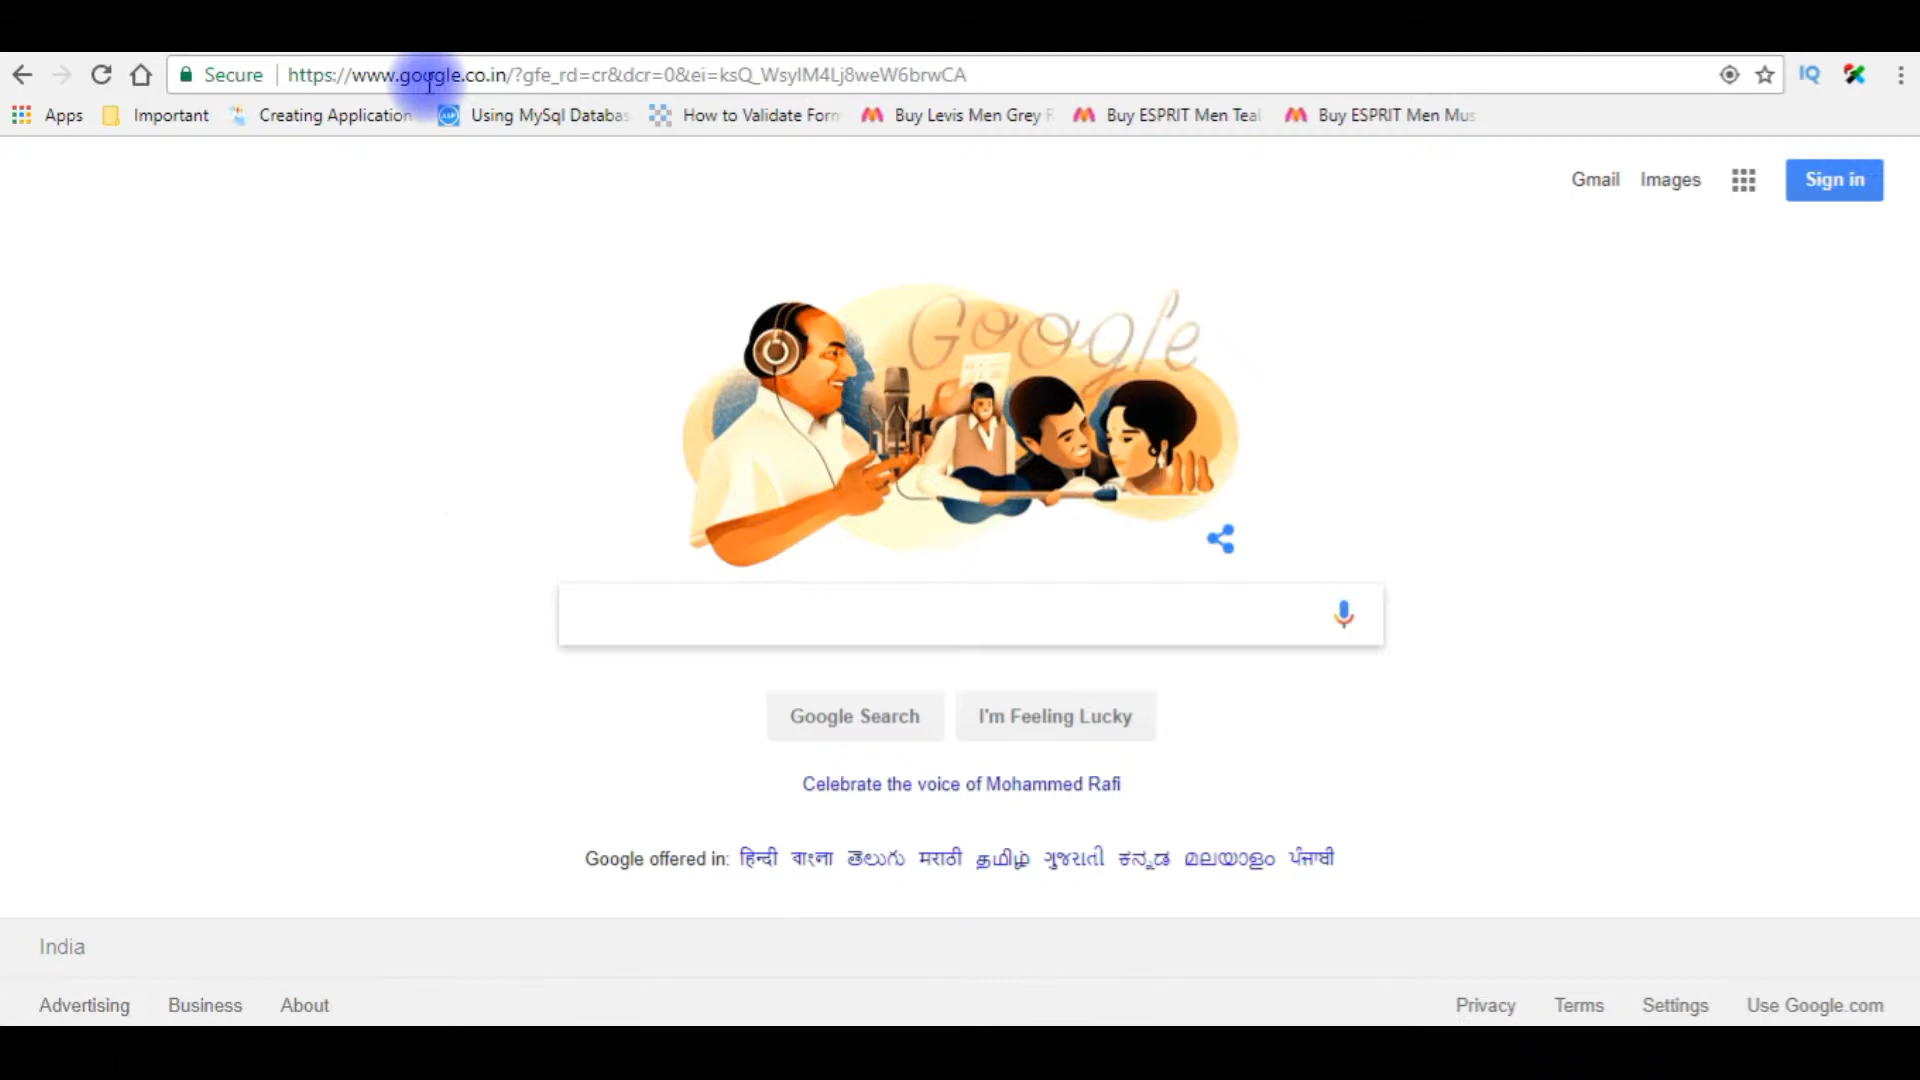 Secure https://www.google.co.in/?gfe_rd=cr&dcr=0&ei=ksQ_WsyIM4Lj8weW6brwCA IQ
Apps Important Creating Application Using MySql Databas How to Validate Form Buy Levis Men Grey Buy ESPRIT Men Teal Buy ESPRIT Men Mus
Gmail Images Sign in
Google
Google Search I'm Feeling Lucky
Celebrate the voice of Mohammed Rafi
Google offered in: हिन्दी বাংলা తెలుగు मराठी தமிழ் ગુજરાતી ಕನ್ನಡ മലയാളം ਪੰਜਾਬੀ
India
Advertising Business About Privacy Terms Settings Use Google.com